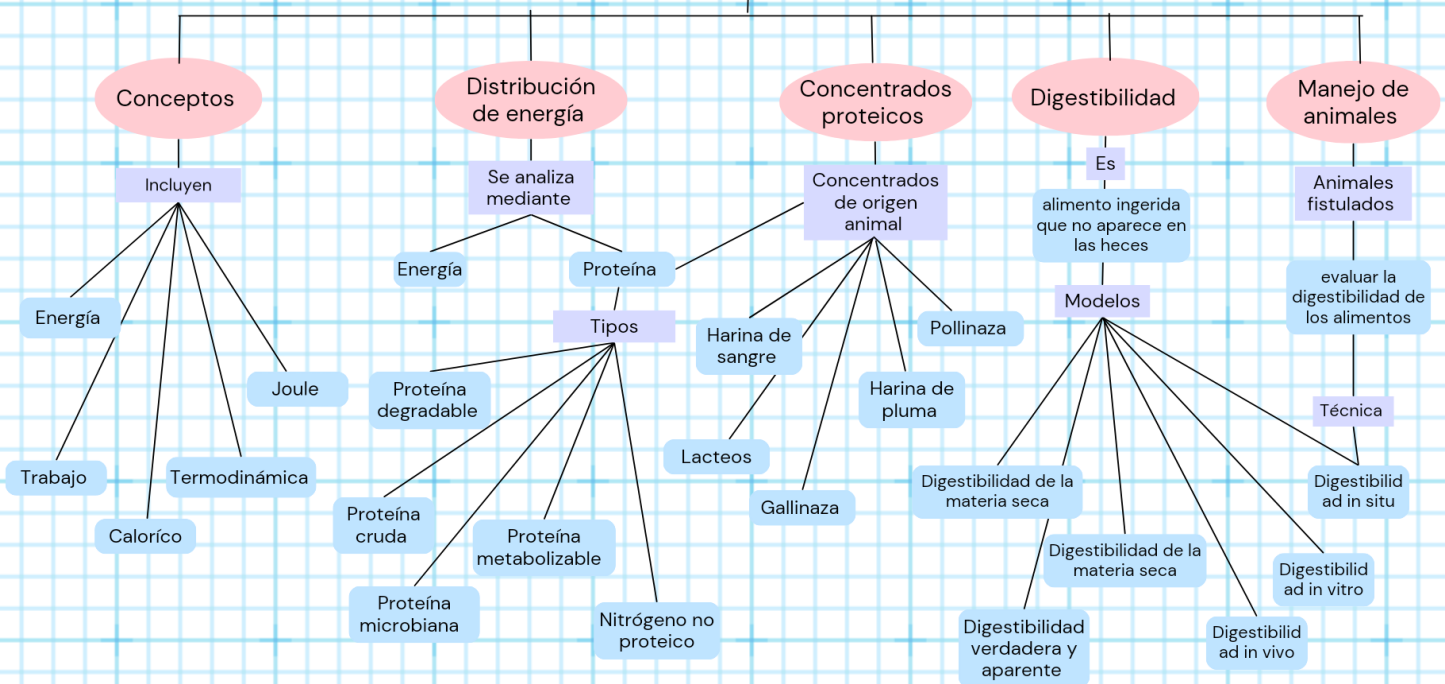 Conceptos
Incluyen
Energía
Trabajo
Caloríco
Termodinámica
Joule
Distribución
de energía
Se analiza
mediante
Energía
Proteína
Tipos
Proteína
degradable
Proteína
cruda
Proteína
microbiana
Proteína
metabolizable
Nitrógeno no
proteico
Concentrados
proteicos
Concentrados
de origen
animal
Harina de
sangre
Lacteos
Gallinaza
Harina de
pluma
Pollinaza
Digestibilidad
Es
alimento ingerida
que no aparece en
las heces
Modelos
Digestibilidad de la
materia seca
Digestibilidad
verdadera y
aparente
Digestibilidad de la
materia seca
Digestibilid
ad in vivo
Digestibilid
ad in vitro
Manejo de
animales
Animales
fistulados
evaluar la
digestibilidad de
los alimentos
Técnica
Digestibilid
ad in situ